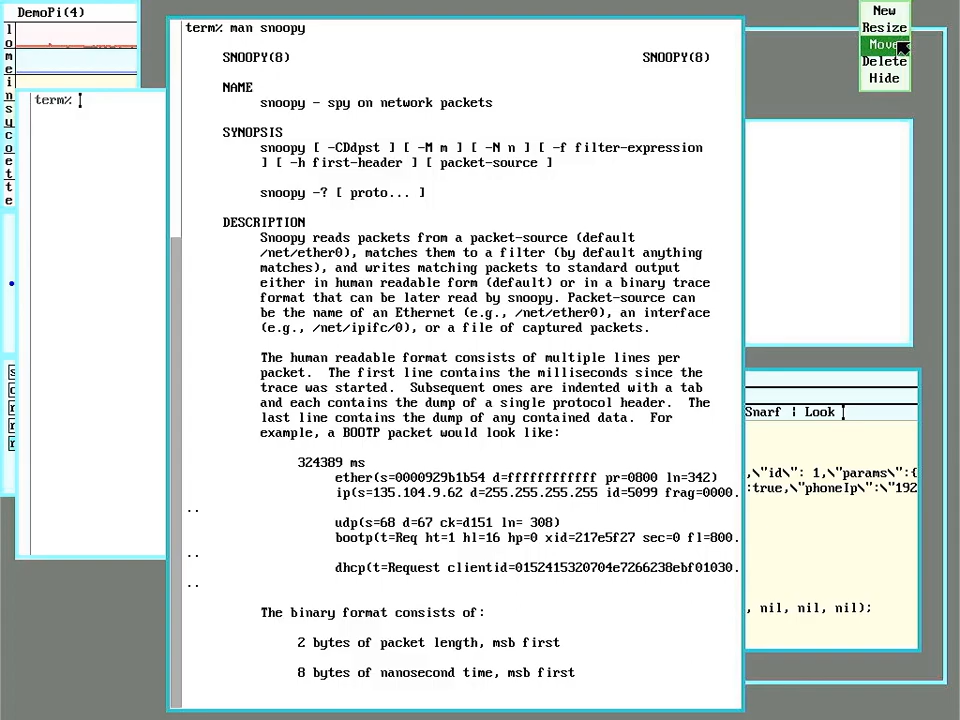 DemoPi(4)
l
o
m
e
i
n
s
y
c
o
e
t
t
e
term%
term% man snoopy
SNOOPY(8) SNOOPY(8)
NAME
snoopy - spy on network packets
SYNOPSIS
snoopy [ -CDdpst ] [ -M m ] [ -N n ] [ -f filter-expression
] [ -h first-header ] [ packet-source ]
snoopy -? [ proto... ]
DESCRIPTION
Snoopy reads packets from a packet-source (default
/net/ether0), matches them to a filter (by default anything
matches), and writes matching packets to standard output
either in human readable form (default) or in a binary trace
format that can be later read by snoopy. Packet-source can
be the name of an Ethernet (e.g., /net/ether0), an interface
(e.g., /net/ipifc/0), or a file of captured packets.
The human readable format consists of multiple lines per
packet. The first line contains the milliseconds since the
trace was started. Subsequent ones are indented with a tab
and each contains the dump of a single protocol header. The
last line contains the dump of any contained data. For
example, a BOOTP packet would look like:
324389 ms
ether(s=0000929b1b54 d=ffffffffffff pr=0800 ln=342)
ip(s=135.104.9.62 d=255.255.255.255 id=5099 frag=0000.
..
udp(s=68 d=67 ck=d151 ln= 308)
bootp(t=Req ht=1 hl=16 hp=0 xid=217e5f27 sec=0 fl=800.
..
dhcp(t=Request clientid=0152415320704e7266238ebf01030.
..
The binary format consists of:
2 bytes of packet length, msb first
8 bytes of nanosecond time, msb first
New
Resize
Move
Delete
Hide
Snarf | Look
,\"id\": 1,\"params\":{
:true,\"phoneIp\":\"192
, nil, nil, nil);